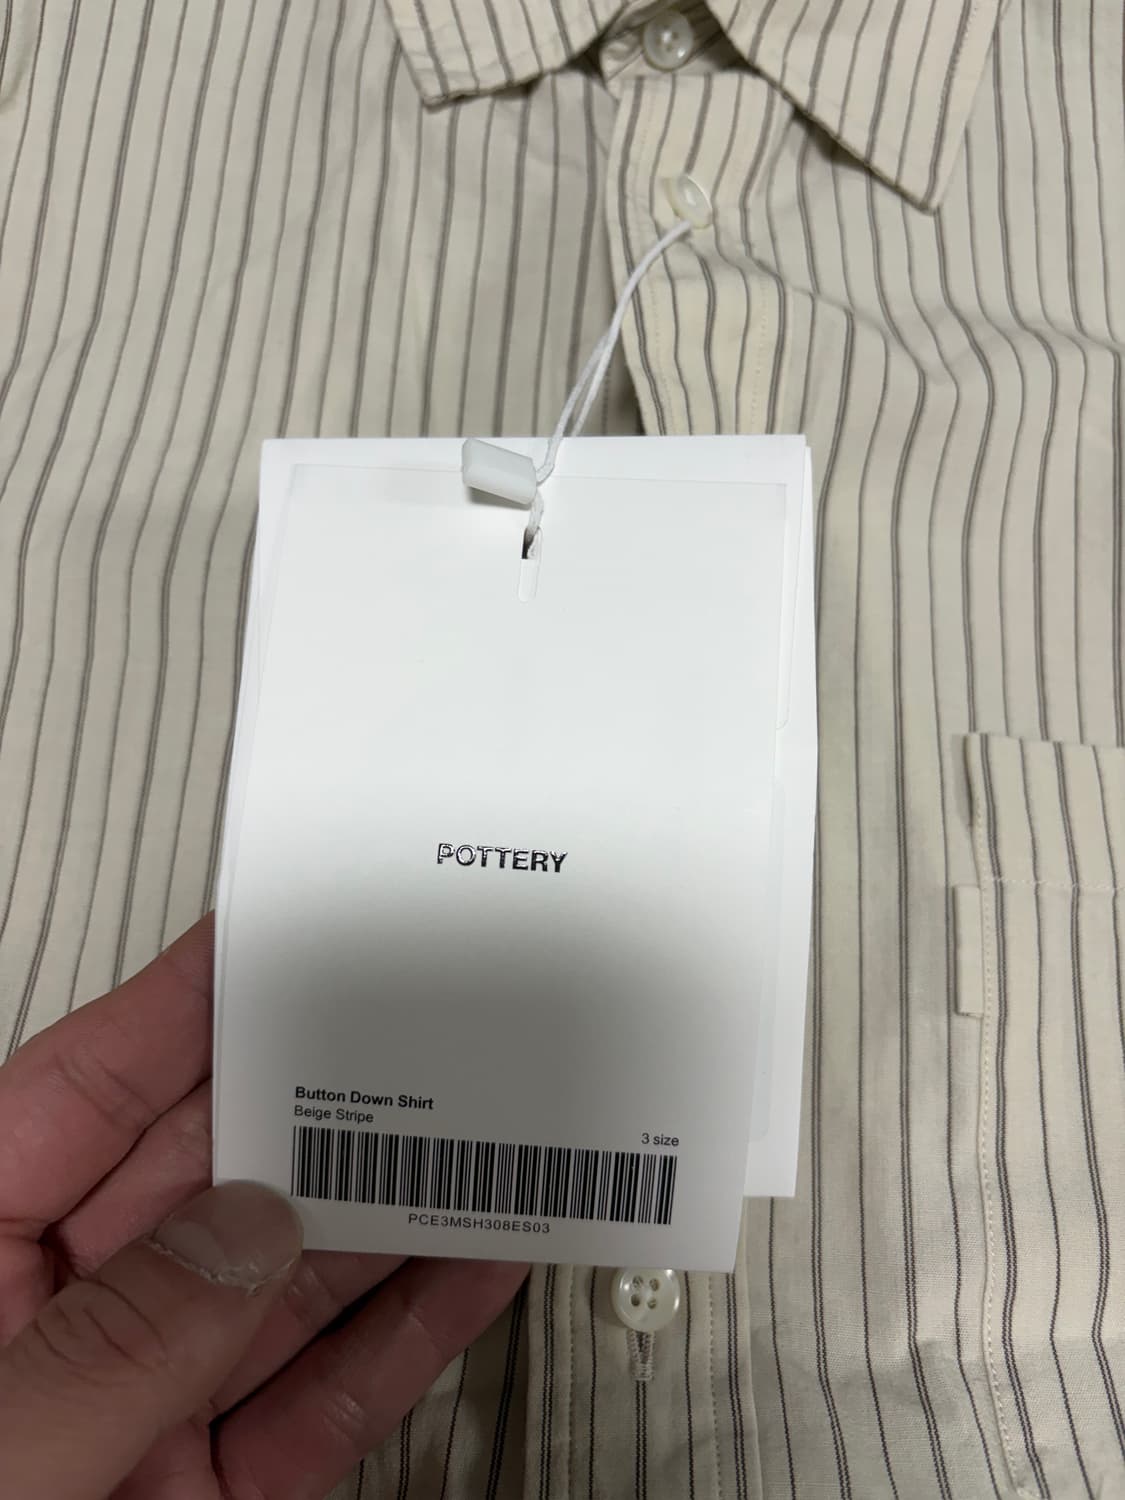 POTTERY
Button Down Shirt
Beige Stripe
3 size
PCE3MSH308ES03